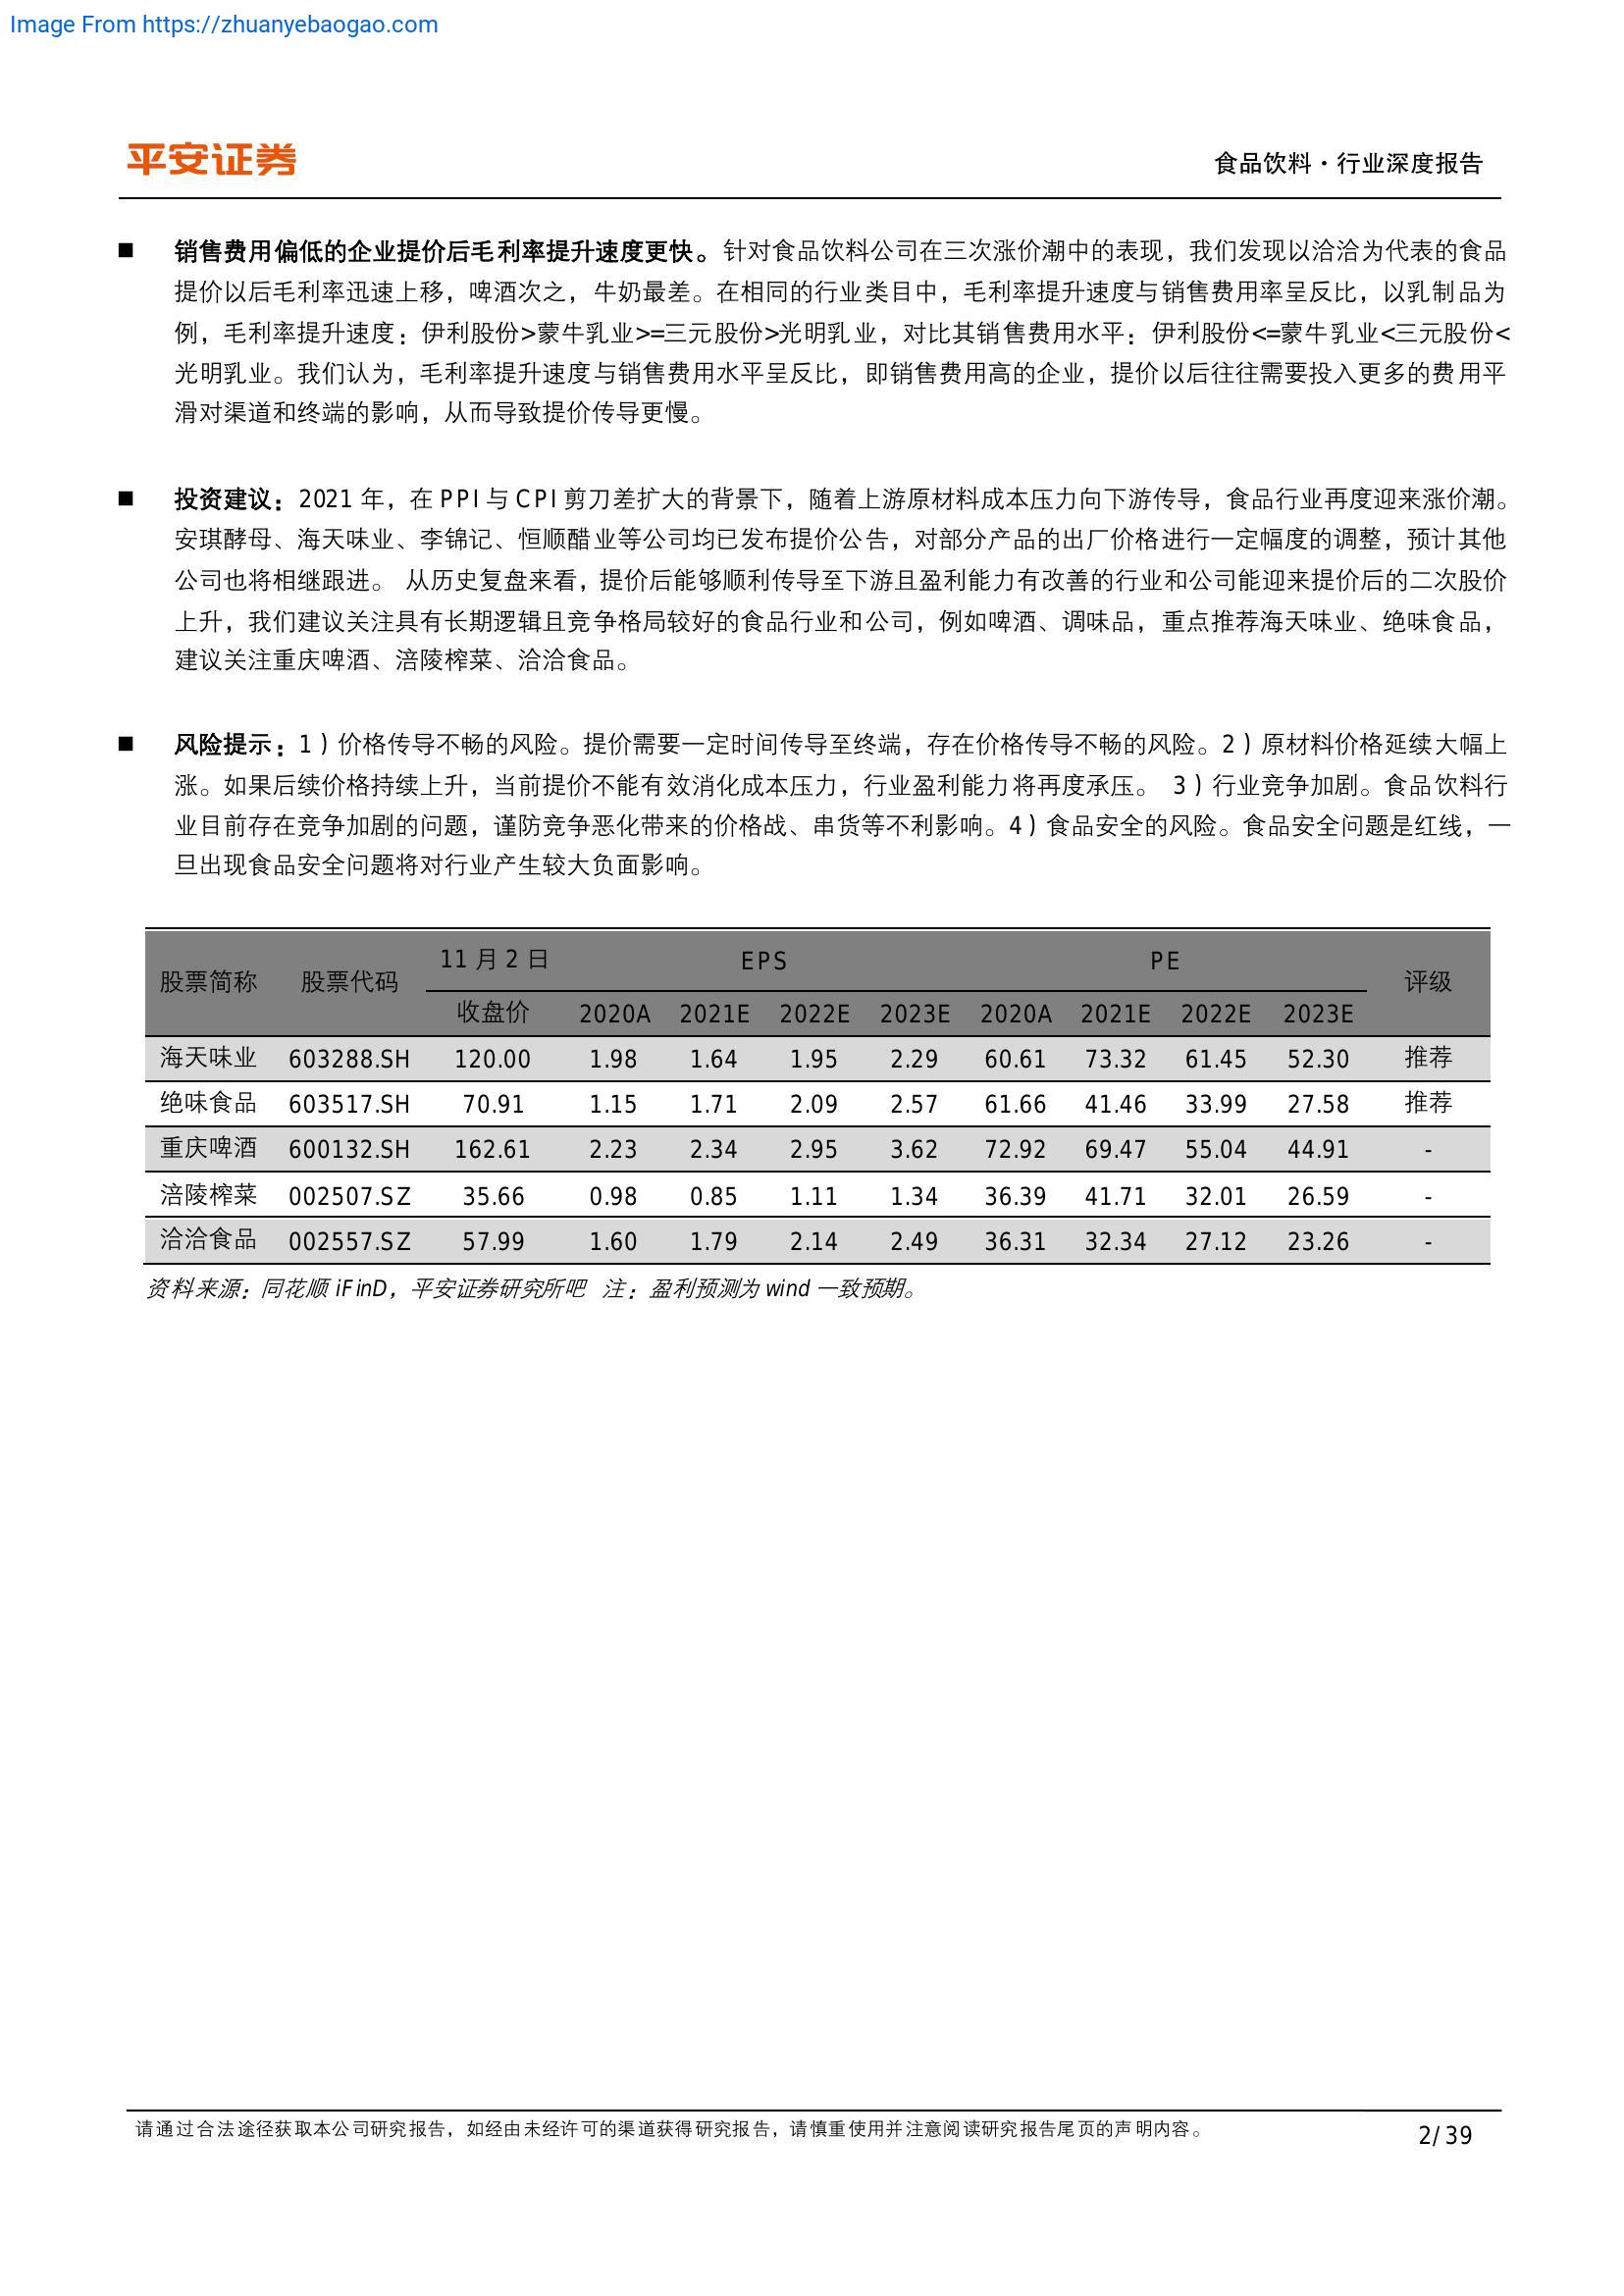 Image From https://zhuanyebaogao.com
平安证券
食品饮料·行业深度报告
■ 销售费用偏低的企业提价后毛利率提升速度更快。针对食品饮料公司在三次涨价潮中的表现，我们发现以洽洽为代表的食品
提价以后毛利率迅速上移，啤酒次之，牛奶最差。在相同的行业类目中，毛利率提升速度与销售费用率呈反比，以乳制品为
例，毛利率提升速度：伊利股份>蒙牛乳业>=三元股份>光明乳业，对比其销售费用水平：伊利股份<=蒙牛乳业<三元股份<
光明乳业。我们认为，毛利率提升速度与销售费用水平呈反比，即销售费用高的企业，提价以后往往需要投入更多的费用平
滑对渠道和终端的影响，从而导致提价传导更慢。
■ 投资建议：2021 年，在 PPI 与 CPI 剪刀差扩大的背景下，随着上游原材料成本压力向下游传导，食品行业再度迎来涨价潮。
安琪酵母、海天味业、李锦记、恒顺醋业等公司均已发布提价公告，对部分产品的出厂价格进行一定幅度的调整，预计其他
公司也将相继跟进。 从历史复盘来看，提价后能够顺利传导至下游且盈利能力有改善的行业和公司能迎来提价后的二次股价
上升，我们建议关注具有长期逻辑且竞争格局较好的食品行业和公司，例如啤酒、调味品，重点推荐海天味业、绝味食品，
建议关注重庆啤酒、涪陵榨菜、洽洽食品。
■ 风险提示：1）价格传导不畅的风险。提价需要一定时间传导至终端，存在价格传导不畅的风险。2）原材料价格延续大幅上
涨。如果后续价格持续上升，当前提价不能有效消化成本压力，行业盈利能力将再度承压。 3）行业竞争加剧。食品饮料行
业目前存在竞争加剧的问题，谨防竞争恶化带来的价格战、串货等不利影响。4）食品安全的风险。食品安全问题是红线，一
旦出现食品安全问题将对行业产生较大负面影响。
股票简称 股票代码 11 月 2 日 EPS PE 评级
收盘价 2020A 2021E 2022E 2023E 2020A 2021E 2022E 2023E
海天味业 603288.SH 120.00 1.98 1.64 1.95 2.29 60.61 73.32 61.45 52.30 推荐
绝味食品 603517.SH 70.91 1.15 1.71 2.09 2.57 61.66 41.46 33.99 27.58 推荐
重庆啤酒 600132.SH 162.61 2.23 2.34 2.95 3.62 72.92 69.47 55.04 44.91 -
涪陵榨菜 002507.SZ 35.66 0.98 0.85 1.11 1.34 36.39 41.71 32.01 26.59 -
洽洽食品 002557.SZ 57.99 1.60 1.79 2.14 2.49 36.31 32.34 27.12 23.26 -
资料来源：同花顺 iFinD，平安证券研究所吧 注：盈利预测为 wind 一致预期。
请通过合法途径获取本公司研究报告，如经由未经许可的渠道获得研究报告，请慎重使用并注意阅读研究报告尾页的声明内容。
2/39